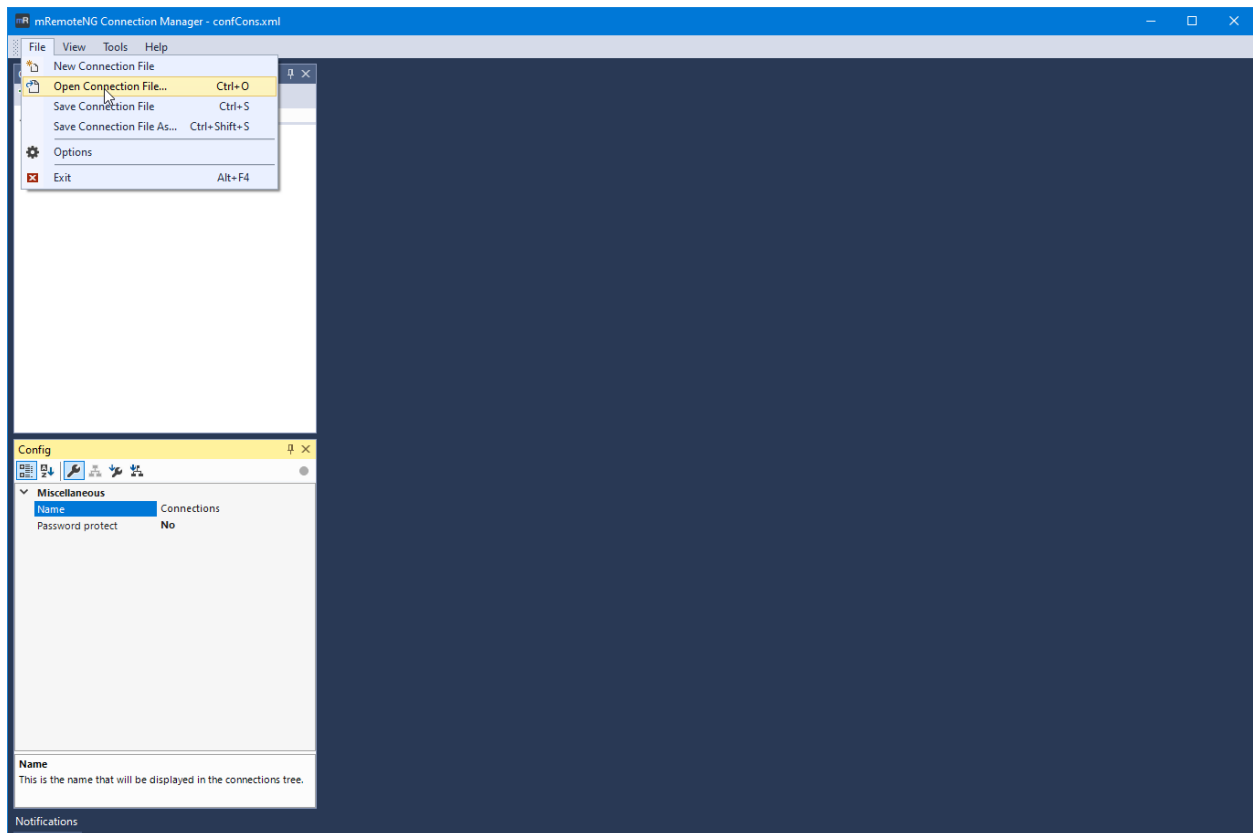 mR mRemoteNG Connection Manager - confCons.xml
File View Tools Help
New Connection File
Open Connection File... Ctrl+O
Save Connection File Ctrl+S
Save Connection File As... Ctrl+Shift+S
Options
Exit Alt+F4
Config
Miscellaneous
Name Connections
Password protect No
Name
This is the name that will be displayed in the connections tree.
Notifications